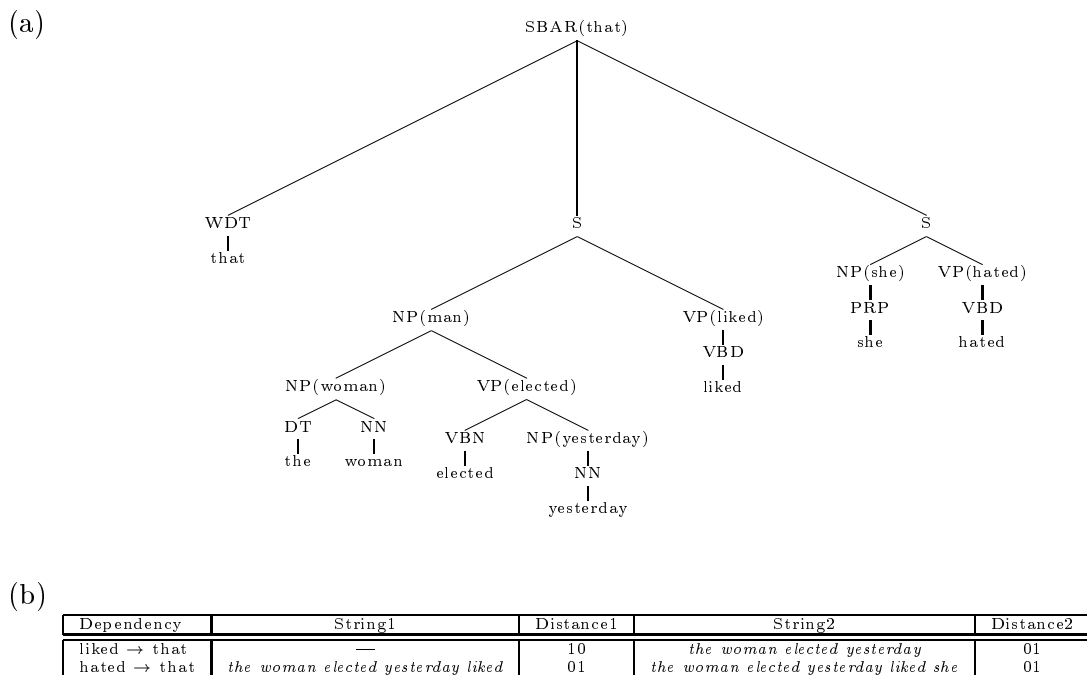 (a)
SBAR(that)
WDT S S
that NP(she) VP(hated)
NP(man) VP(liked) PRP VBD
she hated
VBD
NP(woman) VP(elected) liked
DT NN VBN NP(yesterday)
the woman elected NN
yesterday
(b)
Dependency String1 Distance1 String2 Distance2
liked → that — 10 the woman elected yesterday 01
hated → that the woman elected yesterday liked 01 the woman elected yesterday liked she 01